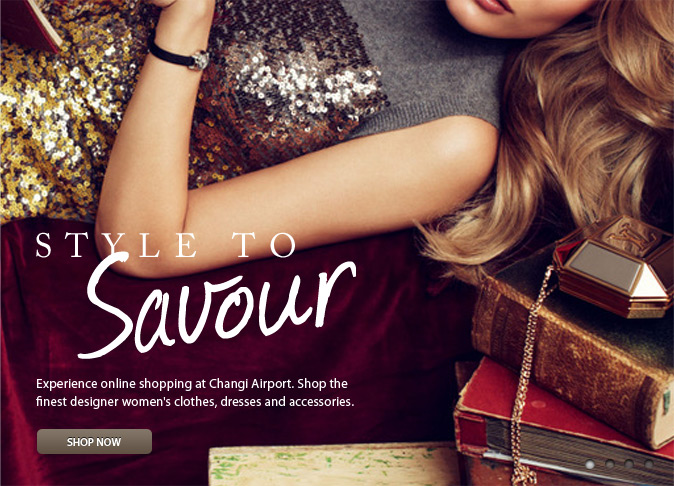 STYLE TO
Savour
Experience online shopping at Changi Airport. Shop the
finest designer women's clothes, dresses and accessories.
SHOP NOW